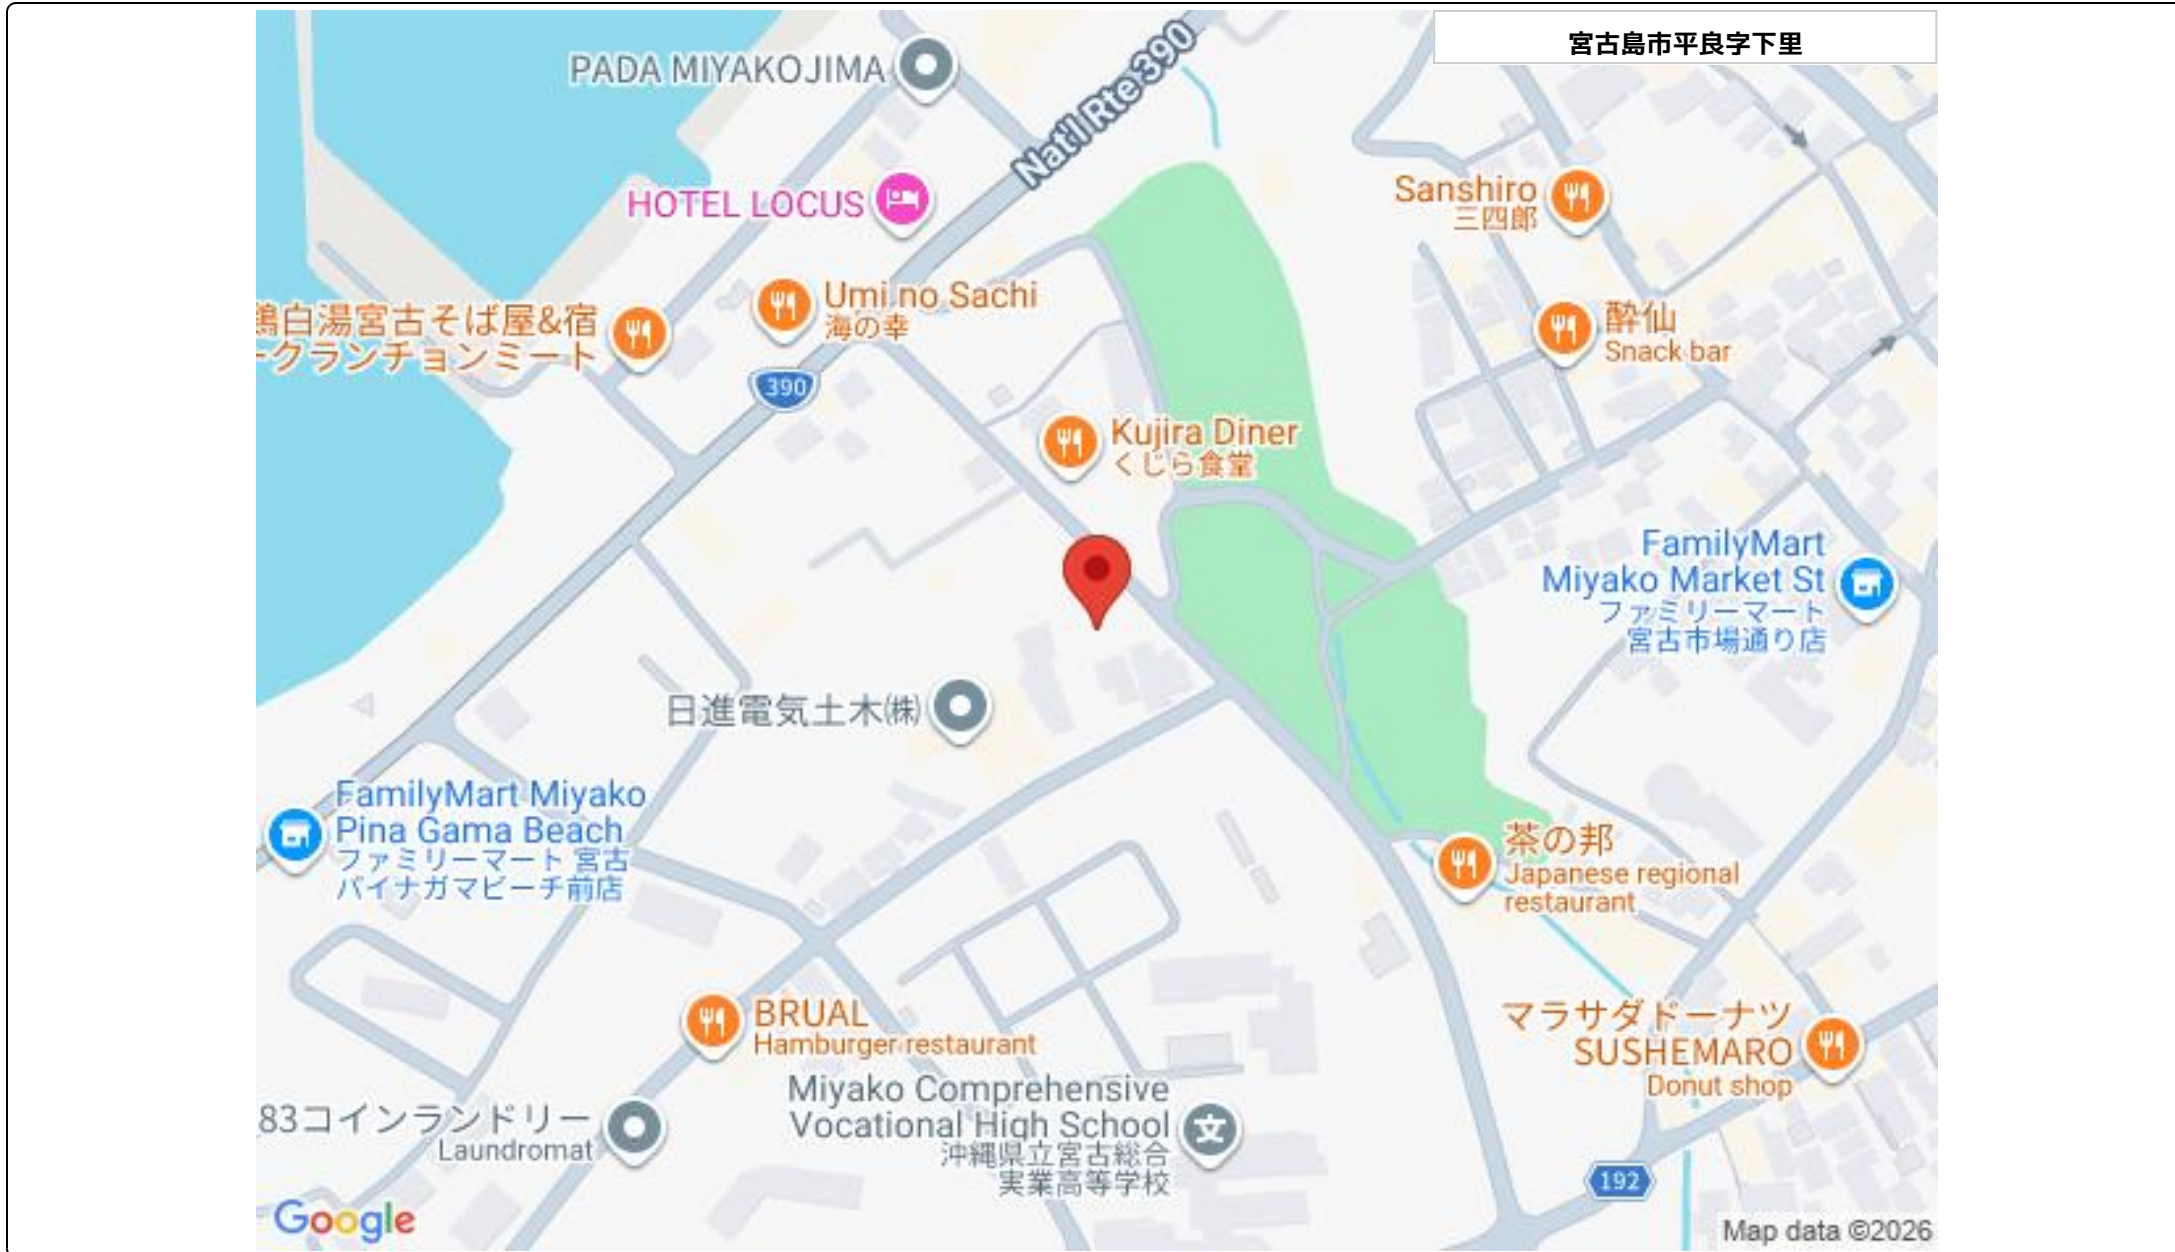 宮古島市平良字下里
PADA MIYAKOJIMA
Nat'l Rte 390
HOTEL LOCUS
Sanshiro
三四郎
Umi no Sachi
海の幸
鶏白湯宮古そば屋&宿
ークランチョンミート
酔仙
Snack bar
390
Kujira Diner
くじら食堂
FamilyMart
Miyako Market St
ファミリーマート
宮古市場通り店
日進電気土木㈱
FamilyMart Miyako
Pina Gama Beach
ファミリーマート 宮古
パイナガマビーチ前店
茶の邦
Japanese regional
restaurant
BRUAL
Hamburger restaurant
マラサダドーナツ
SUSHEMARO
Donut shop
Miyako Comprehensive
Vocational High School
沖縄県立宮古総合
実業高等学校
文
83コインランドリー
Laundromat
192
Google
Map data ©2026